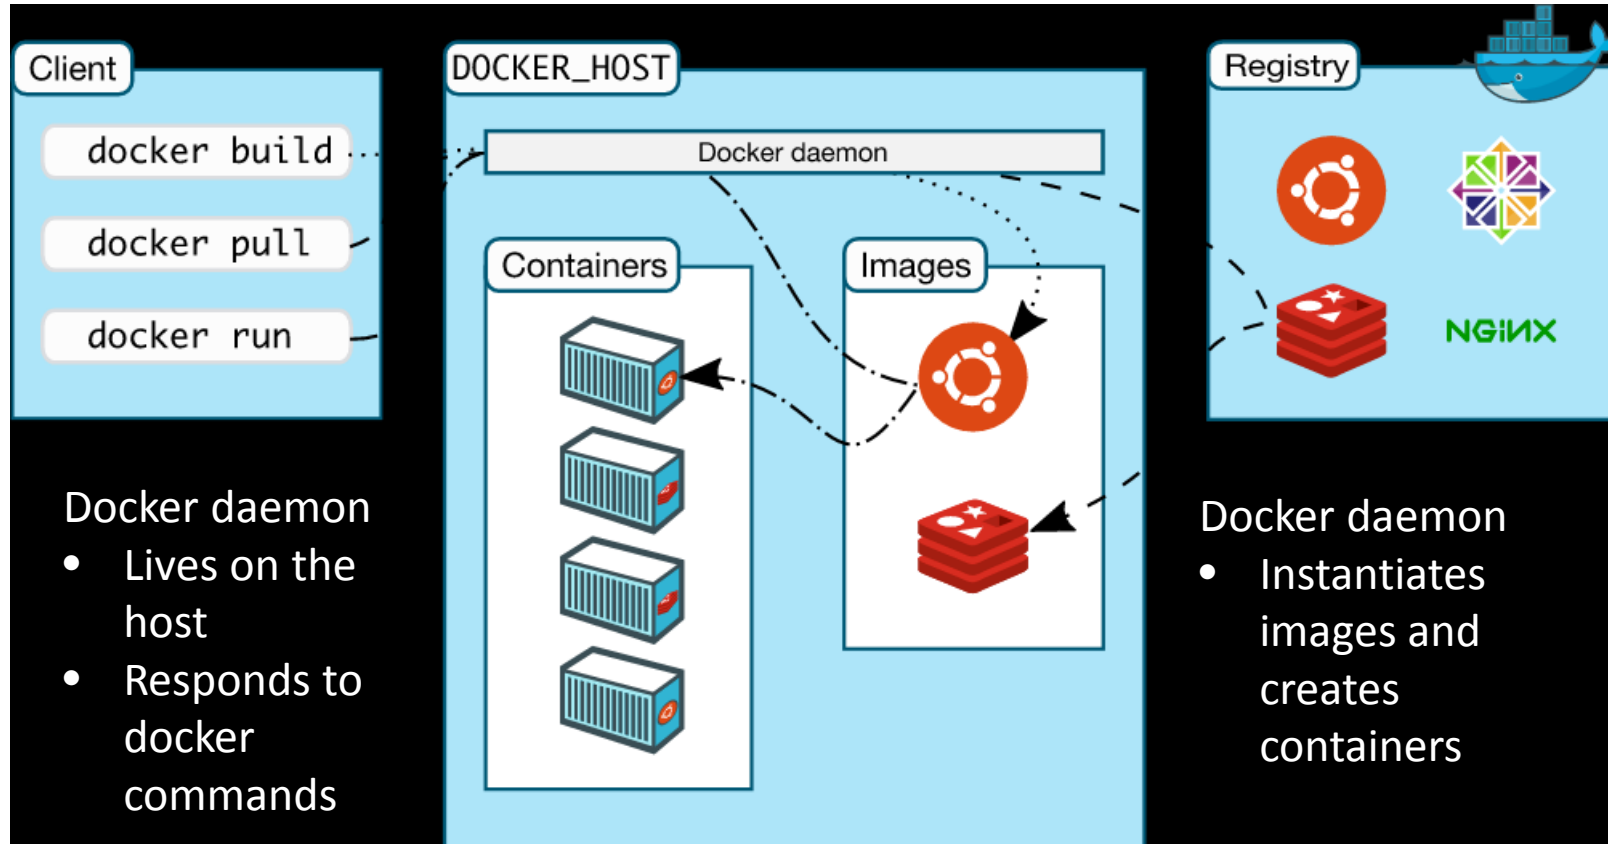 Client
docker build
docker pull
docker run
DOCKER_HOST
Docker daemon
Containers
Images
Registry
NGINX
Docker daemon
• Lives on the
host
• Responds to
docker
commands
Docker daemon
• Instantiates
images and
creates
containers